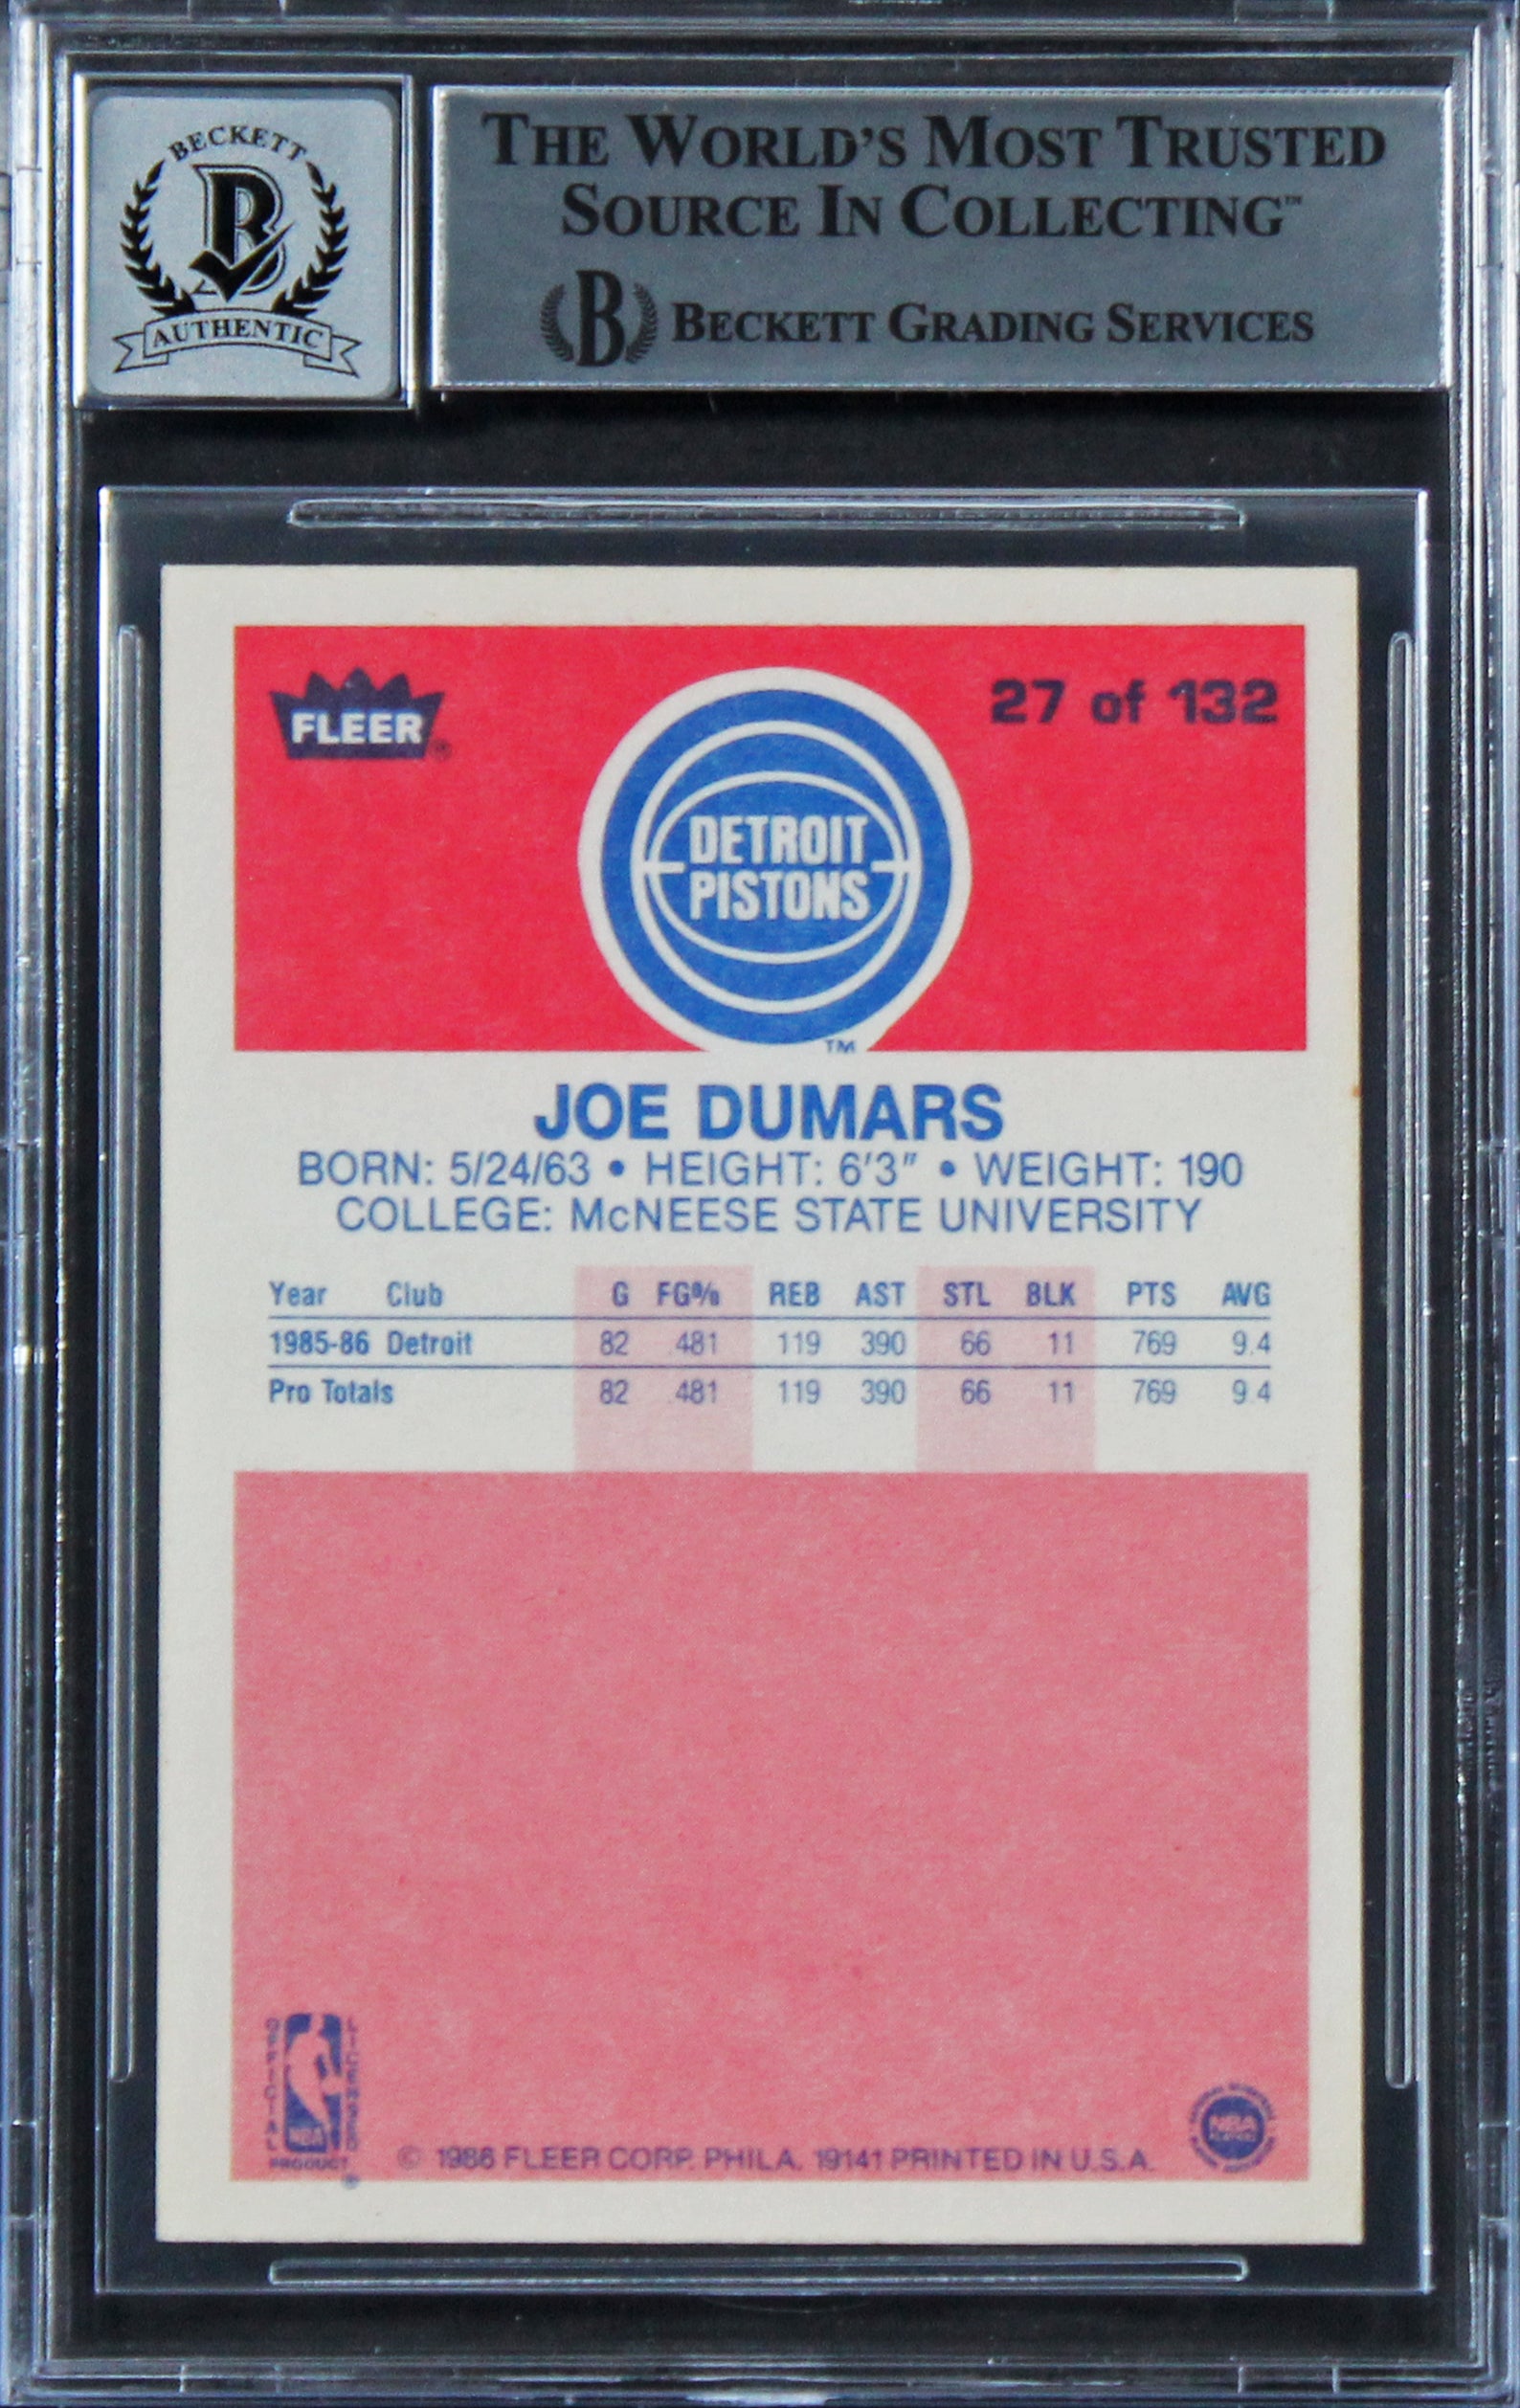 BECKETT
B
AUTHENTIC
THE WORLD'S MOST TRUSTED
SOURCE IN COLLECTING™
B BECKETT GRADING SERVICES
FLEER®
27 of 132
DETROIT
PISTONS
TM
JOE DUMARS
BORN: 5/24/63 • HEIGHT: 6'3" • WEIGHT: 190
COLLEGE: McNEESE STATE UNIVERSITY
Year Club G FG% REB AST STL BLK PTS AVG
1985-86 Detroit 82 .481 119 390 66 11 769 9.4
Pro Totals 82 .481 119 390 66 11 769 9.4
OFFICIAL
LICENSED
NBA
PRODUCT
®
© 1986 FLEER CORP. PHILA. 19141 PRINTED IN U.S.A.
NBA